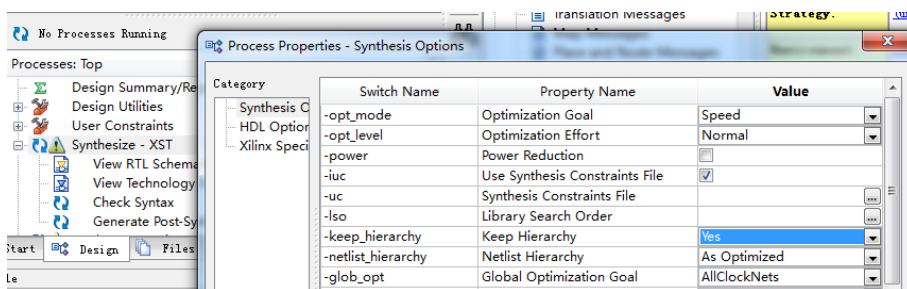 Translation Messages
Strategy:
No Processes Running
Process Properties - Synthesis Options
Processes: Top
Design Summary/Re
Design Utilities
User Constraints
Synthesize - XST
View RTL Schema
View Technology
Check Syntax
Generate Post-Sy
Start Design Files
Category
Synthesis O
HDL Option
Xilinx Speci
Switch Name Property Name Value
-opt_mode Optimization Goal Speed
-opt_level Optimization Effort Normal
-power Power Reduction
-iuc Use Synthesis Constraints File
-uc Synthesis Constraints File ...
-lso Library Search Order ...
-keep_hierarchy Keep Hierarchy Yes
-netlist_hierarchy Netlist Hierarchy As Optimized
-glob_opt Global Optimization Goal AllClockNets